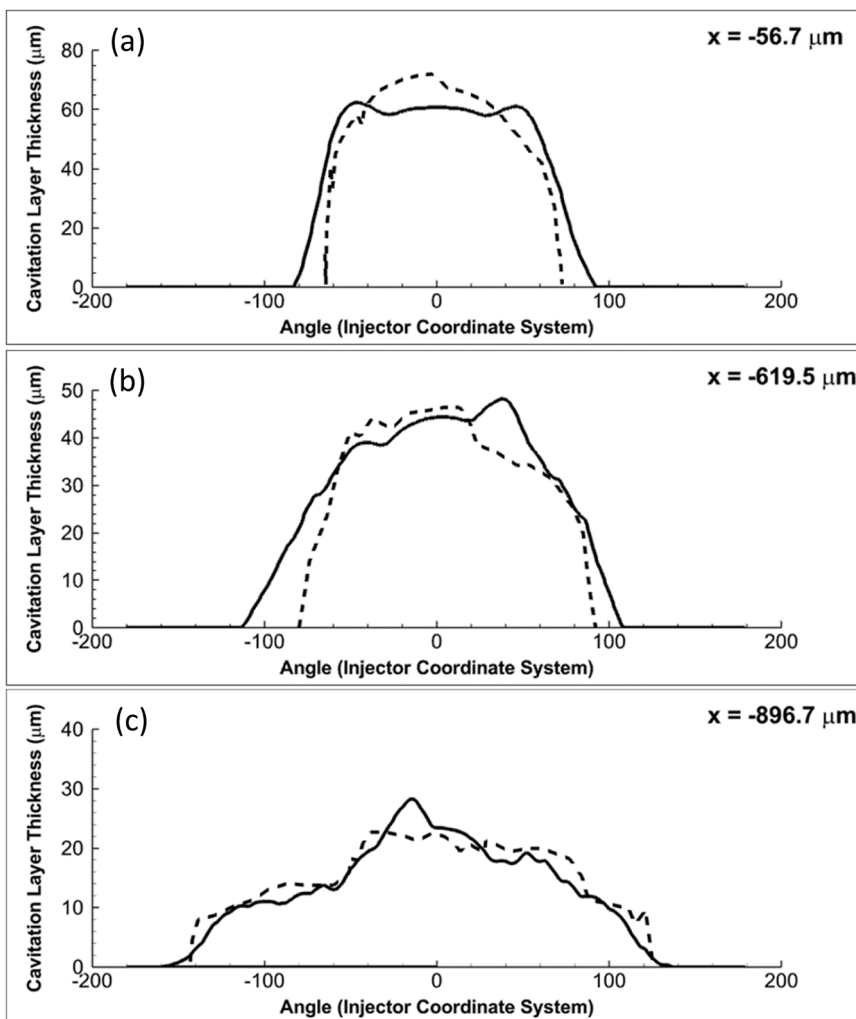 (a)
x = -56.7 μm
Cavitation Layer Thickness (μm)
80
60
40
20
0
-200
-100
0
100
200
Angle (Injector Coordinate System)
(b)
x = -619.5 μm
Cavitation Layer Thickness (μm)
50
40
30
20
10
0
-200
-100
0
100
200
Angle (Injector Coordinate System)
(c)
x = -896.7 μm
Cavitation Layer Thickness (μm)
40
30
20
10
0
-200
-100
0
100
200
Angle (Injector Coordinate System)